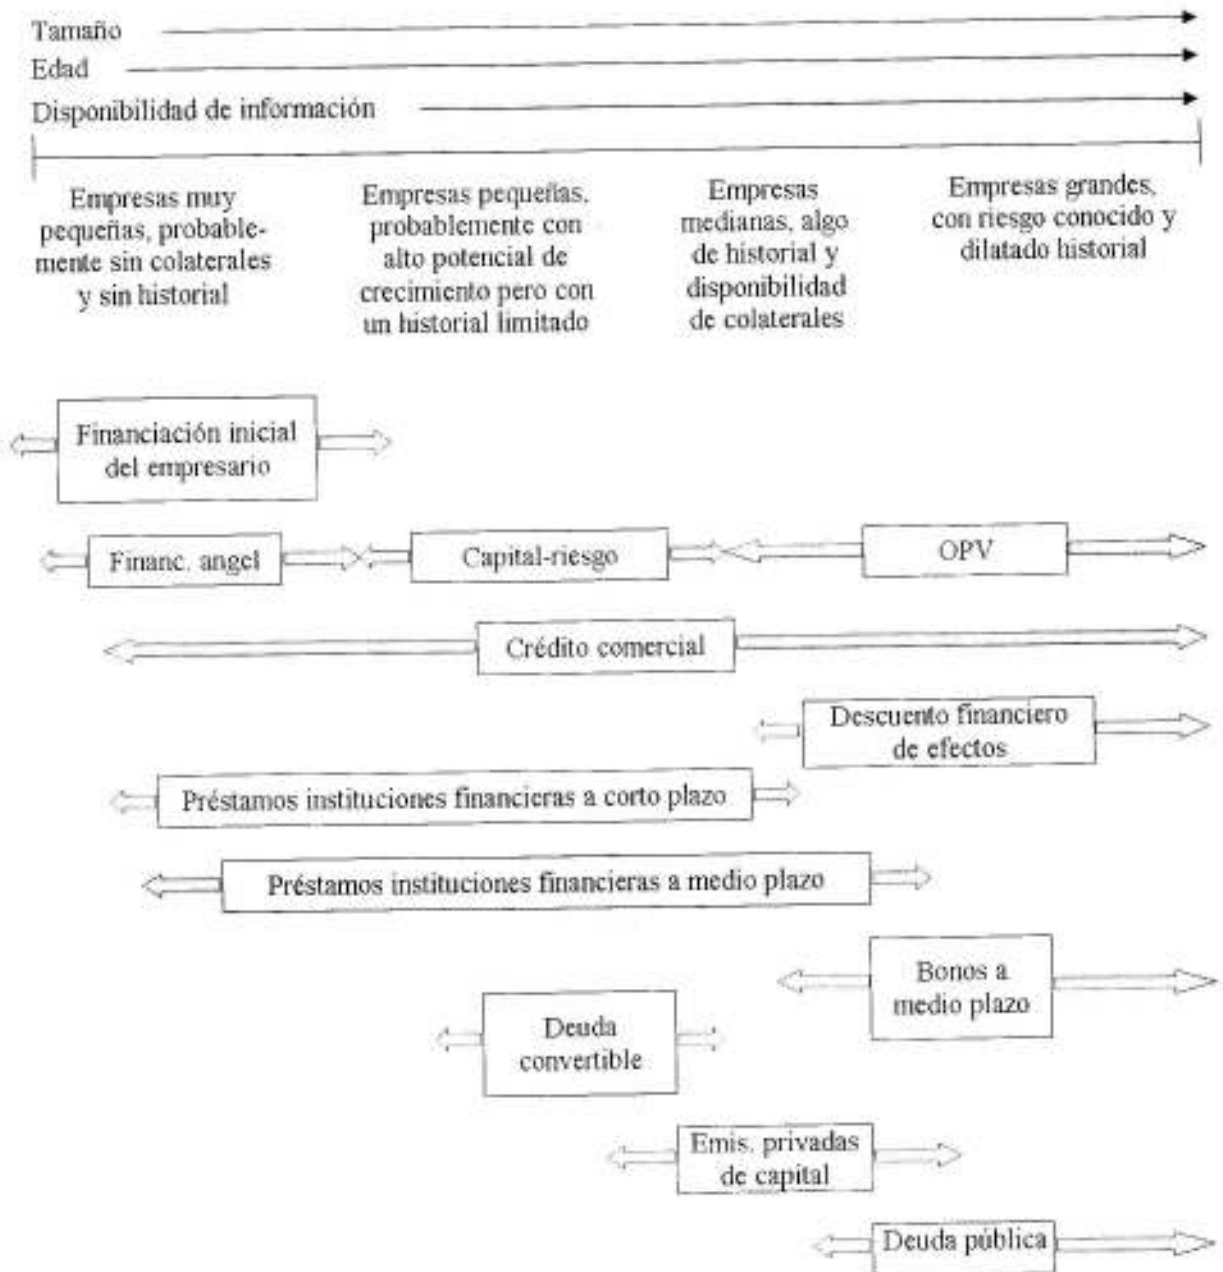 Tamaño
Edad
Disponibilidad de información
Empresas muy
pequeñas, probable-
mente sin colaterales
y sin historial
Empresas pequeñas,
probablemente con
alto potencial de
crecimiento pero con
un historial limitado
Empresas
medianas, algo
de historial y
disponibilidad
de colaterales
Empresas grandes,
con riesgo conocido y
dilatado historial
Financiación inicial
del empresario
Financ. angel
Capital-riesgo
OPV
Crédito comercial
Descuento financiero
de efectos
Préstamos instituciones financieras a corto plazo
Préstamos instituciones financieras a medio plazo
Bonos a
medio plazo
Deuda
convertible
Emis. privadas
de capital
Deuda pública